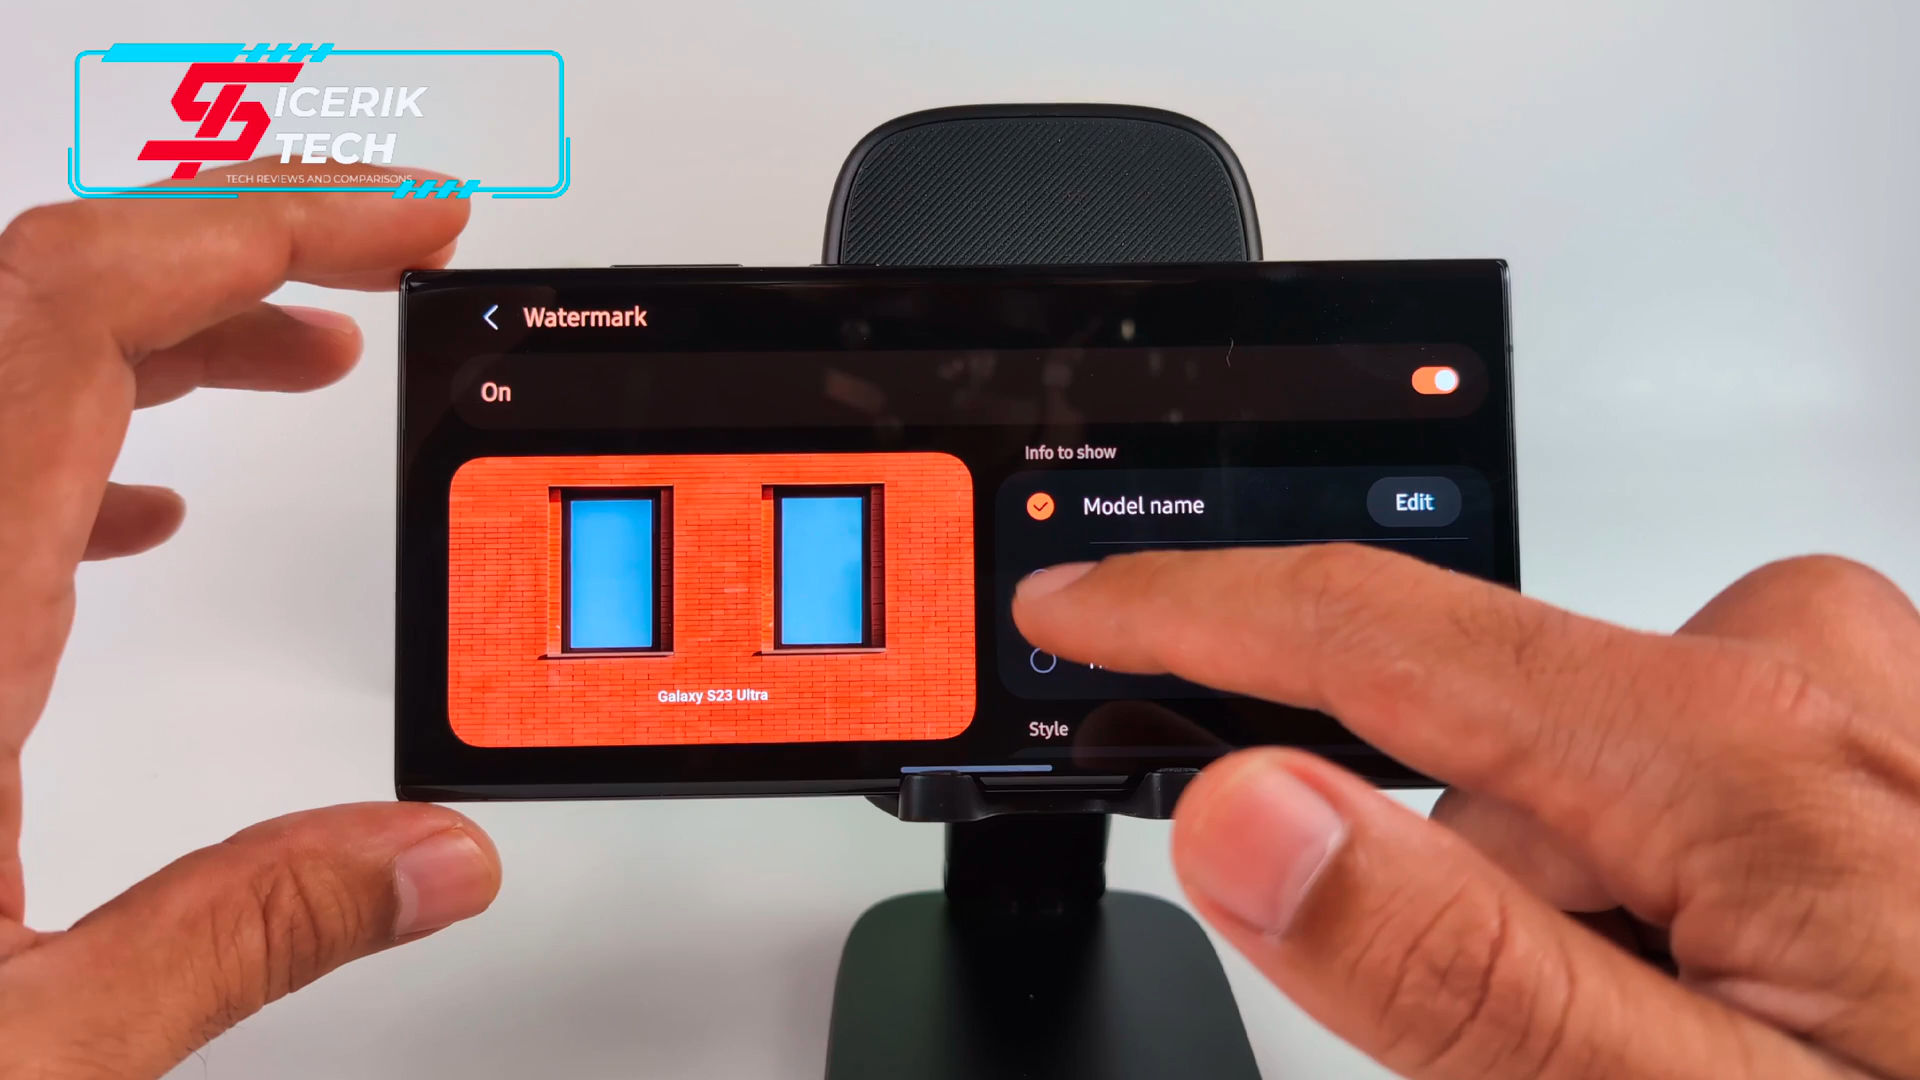 ICERIK
TECH
TECH REVIEWS AND COMPARISONS
Watermark
On
Info to show
Model name
Edit
Galaxy S23 Ultra
Style